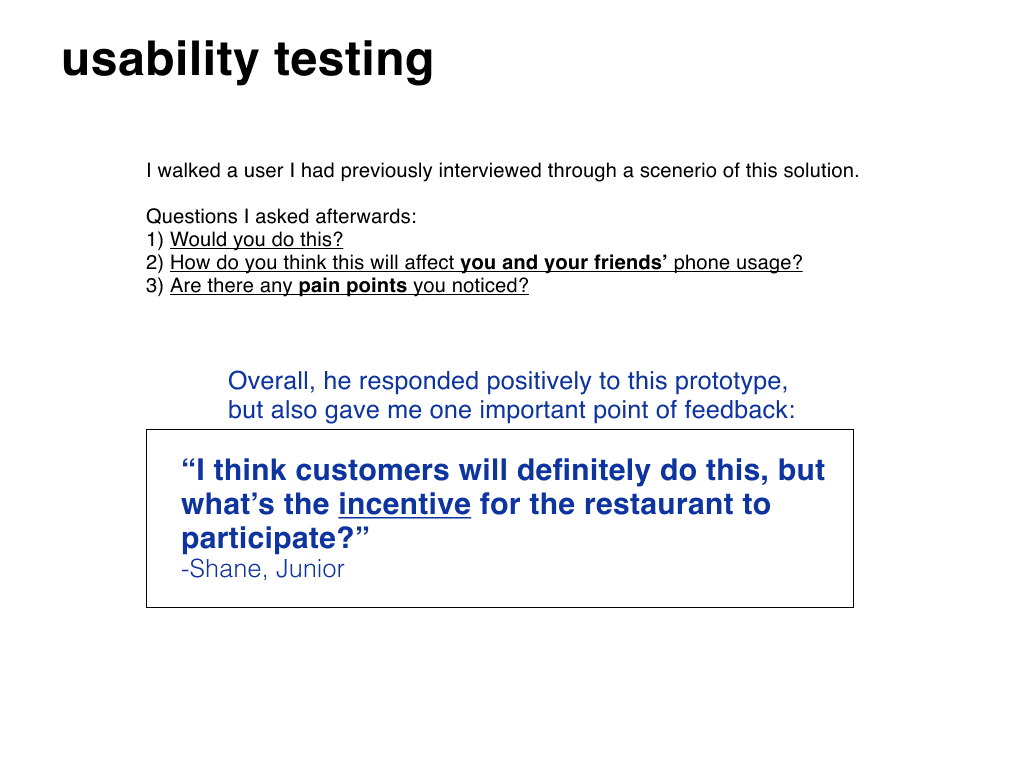 usability testing
I walked a user I had previously interviewed through a scenerio of this solution.
Questions I asked afterwards:
1) Would you do this?
2) How do you think this will affect you and your friends’ phone usage?
3) Are there any pain points you noticed?
Overall, he responded positively to this prototype,
but also gave me one important point of feedback:
“I think customers will definitely do this, but
what’s the incentive for the restaurant to
participate?”
-Shane, Junior